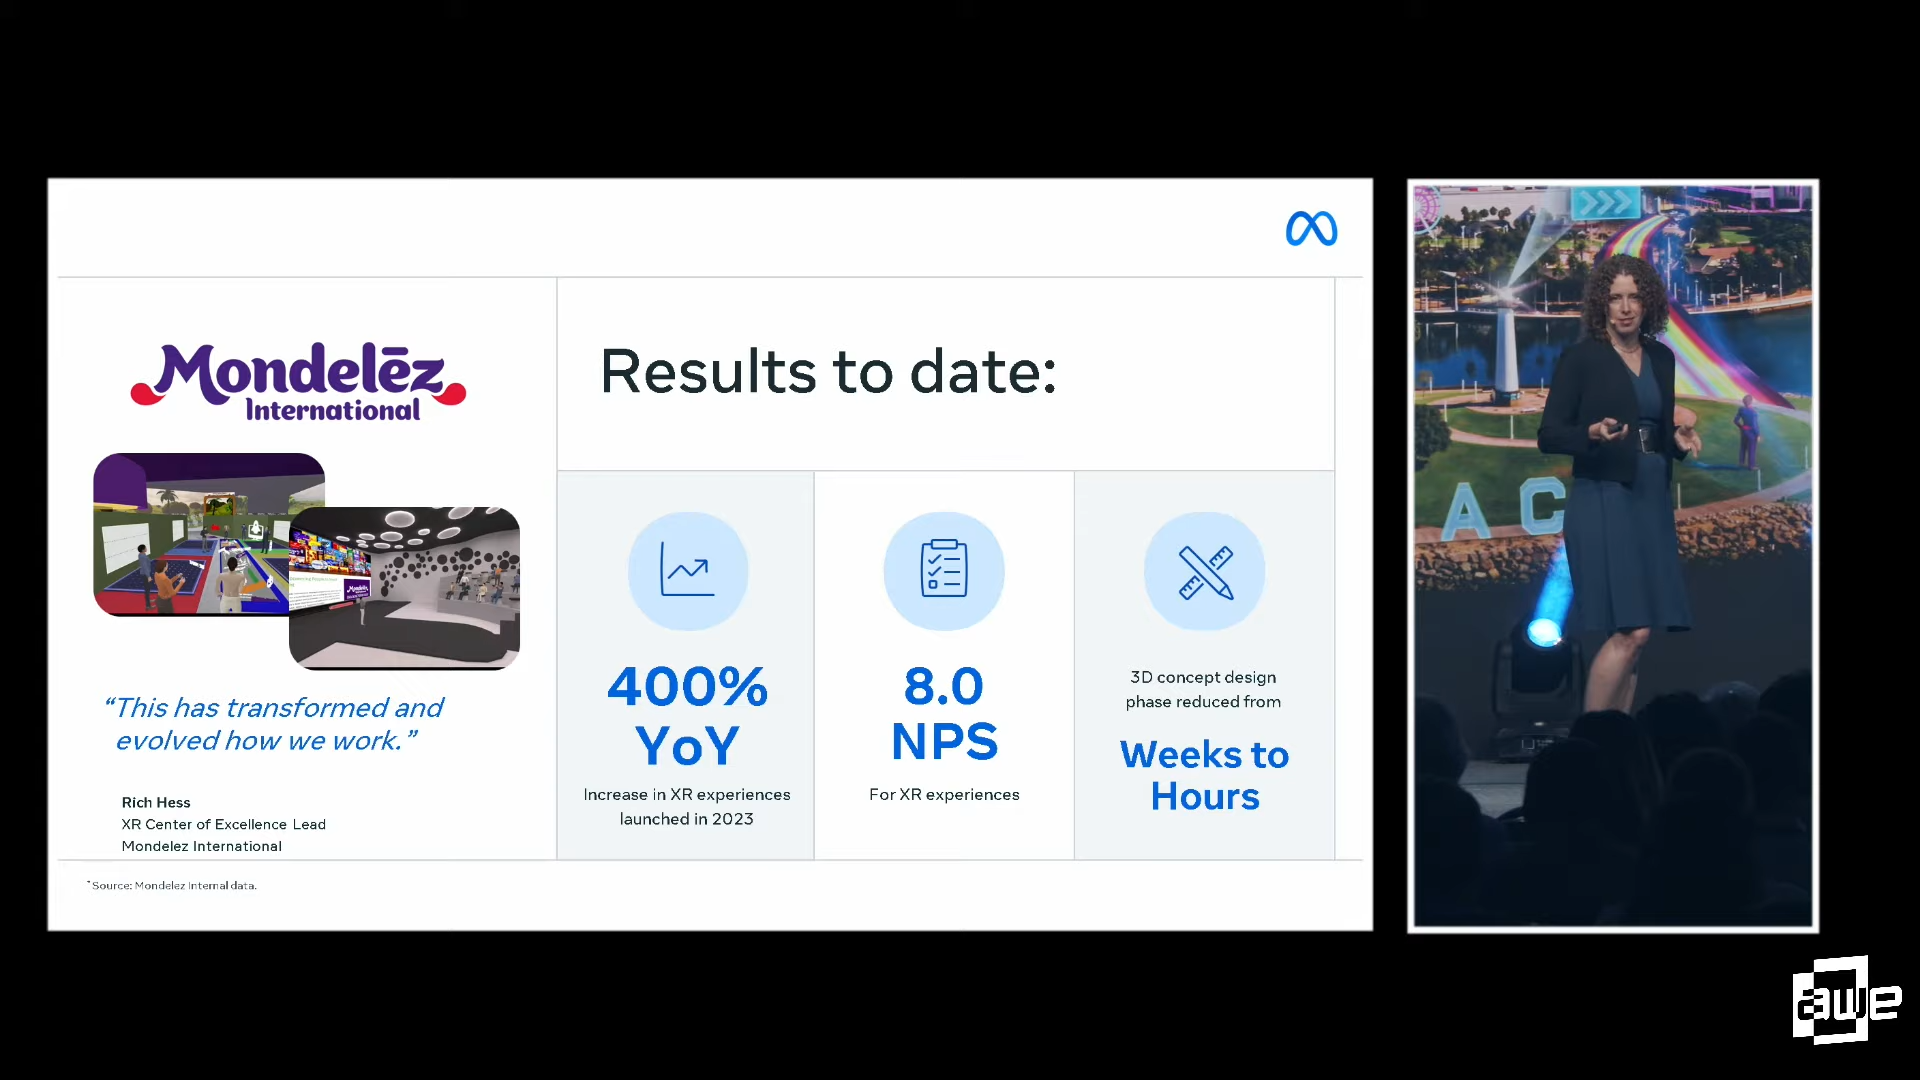 Mondelēz
International
“This has transformed and
evolved how we work.”
Rich Hess
XR Center of Excellence Lead
Mondelez International
*Source: Mondelez Internal data.
Results to date:
400%
YoY
Increase in XR experiences
launched in 2023
8.0
NPS
For XR experiences
3D concept design
phase reduced from
Weeks to
Hours
A C
awe